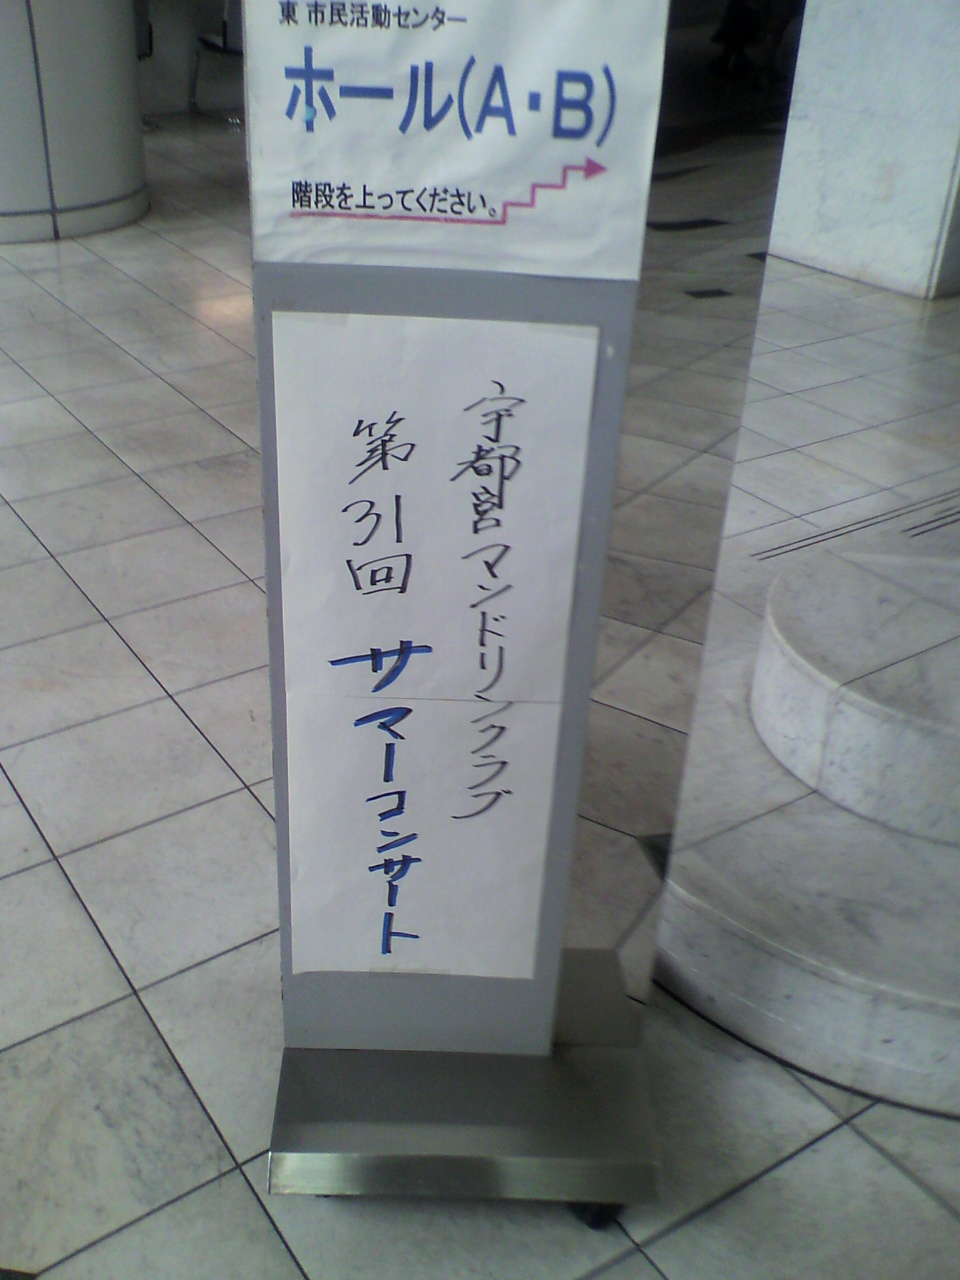 東 市民活動センター
ホール(A・B)
階段を上ってください。
宇都宮マンドリンクラブ
第31回 サマーコンサート